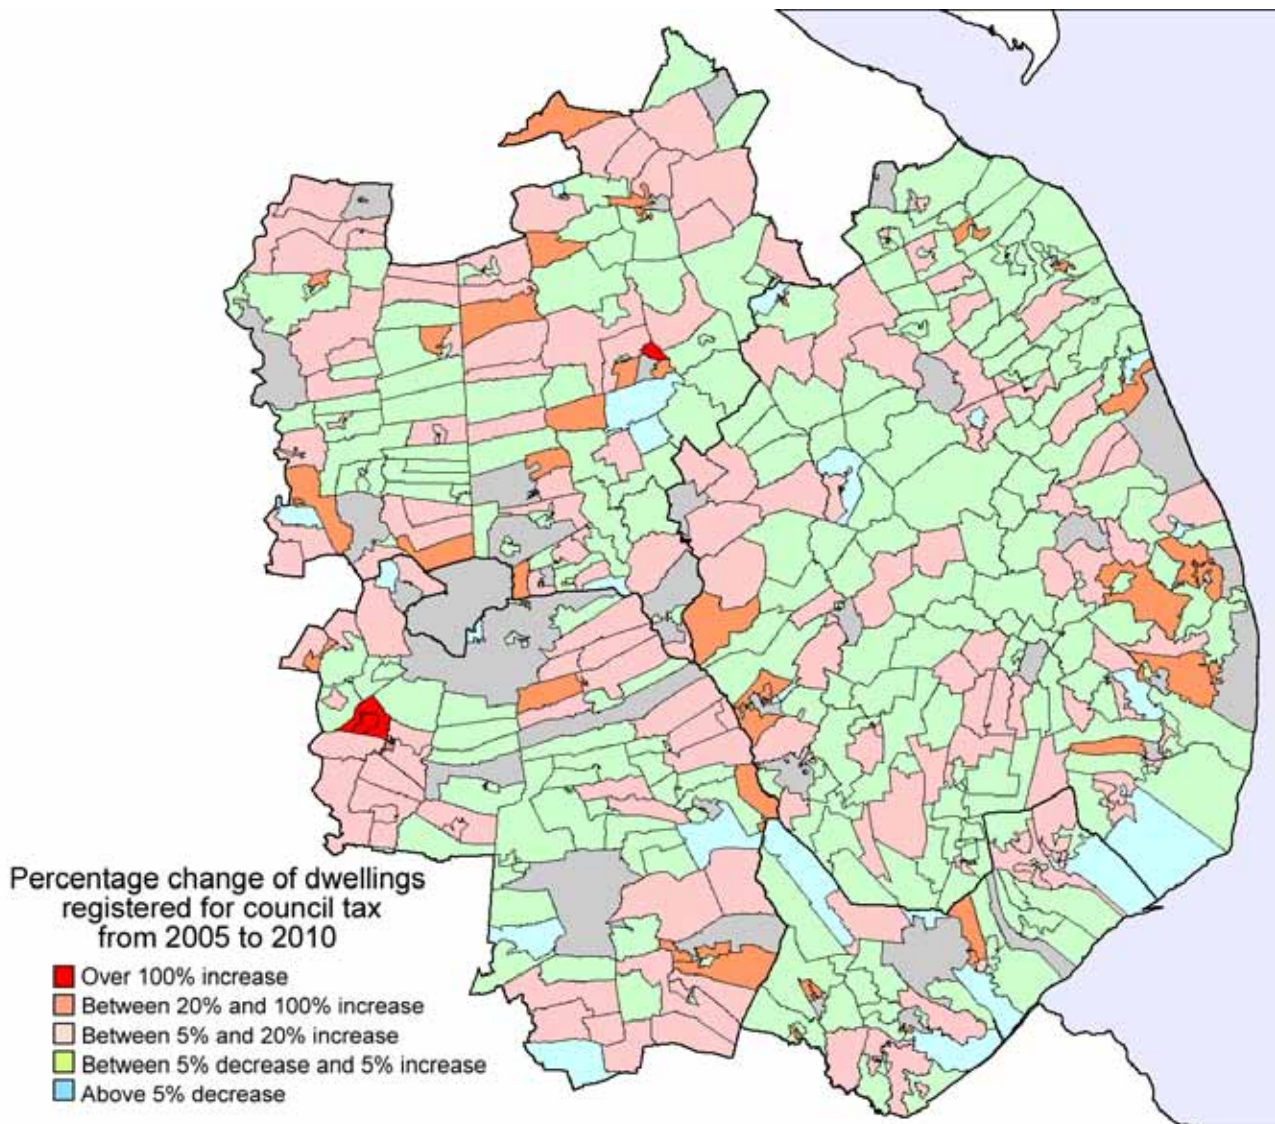 Percentage change of dwellings
registered for council tax
from 2005 to 2010
Over 100% increase
Between 20% and 100% increase
Between 5% and 20% increase
Between 5% decrease and 5% increase
Above 5% decrease